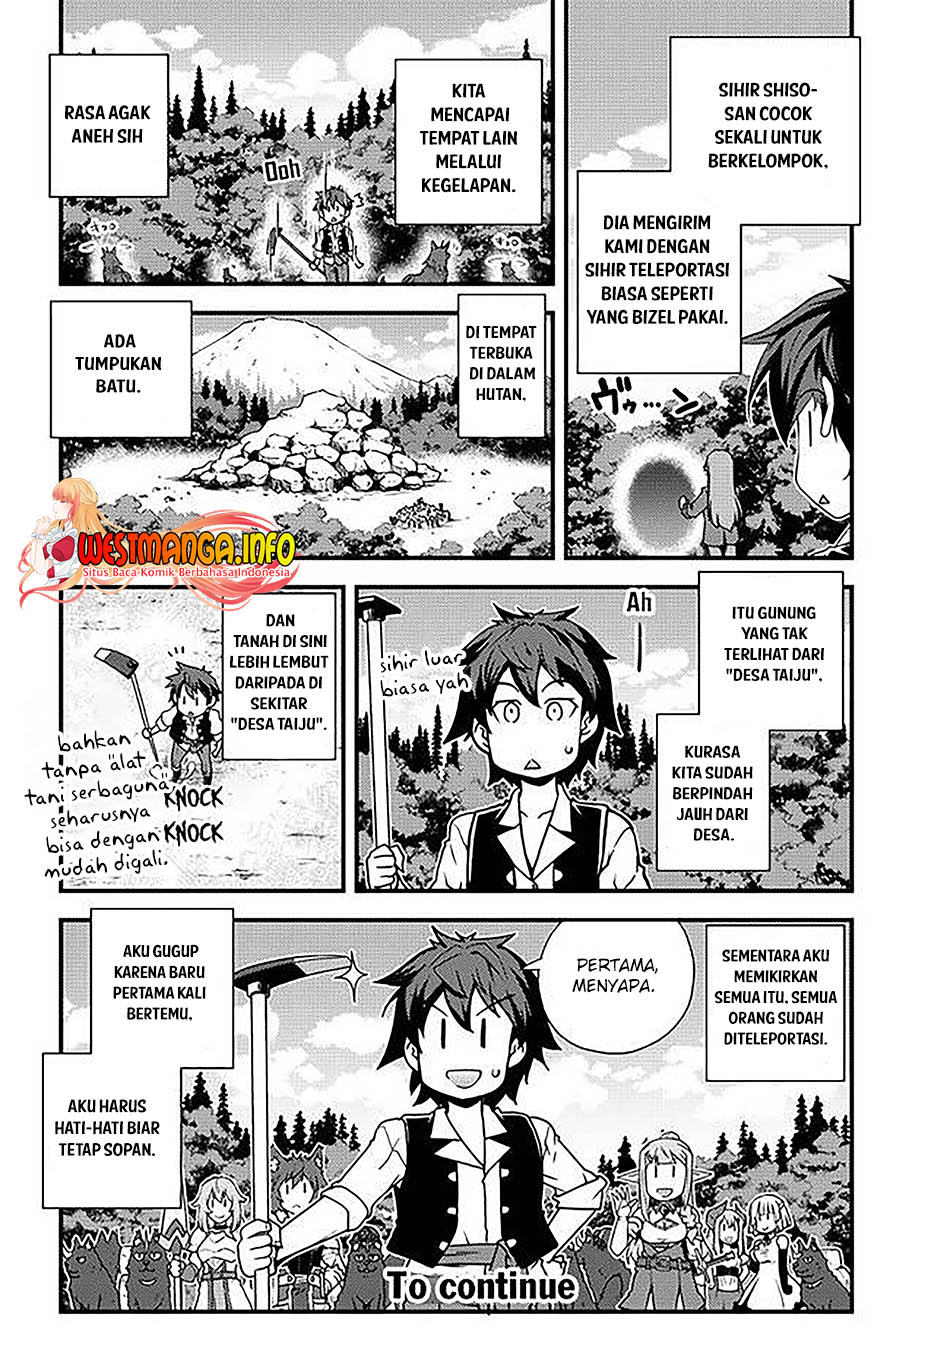 SIHIR SHISO-
SAN COCOK
SEKALI UNTUK
BERKELOMPOK,
DIA MENGIRIM
KAMI DENGAN
SIHIR TELEPORTASI
BIASA SEPERTI
YANG BIZEL PAKAI.
ヴゥ…ン
KITA
MENCAPAI
TEMPAT LAIN
MELALUI
KEGELAPAN.
Ooh
RASA AGAK
ANEH SIH
DI TEMPAT
TERBUKA
DI DALAM
HUTAN,
ADA
TUMPUKAN
BATU.
WESTMANGA.INFO
Situs Baca Komik Berbahasa Indonesia
ITU GUNUNG
YANG TAK
TERLIHAT DARI
"DESA TAIJU",
KURASA
KITA SUDAH
BERPINDAH
JAUH DARI
DESA.
Ah
sihir luar
biasa yah
DAN
TANAH DI SINI
LEBIH LEMBUT
DARIPADA DI
SEKITAR
"DESA TAIJU".
bahkan
tanpa "alat
tani serbaguna"
seharusnya
bisa dengan
mudah digali.
KNOCK
KNOCK
SEMENTARA AKU
MEMIKIRKAN
SEMUA ITU, SEMUA
ORANG SUDAH
DITELEPORTASI.
PERTAMA,
MENYAPA.
AKU GUGUP
KARENA BARU
PERTAMA KALI
BERTEMU,
AKU HARUS
HATI-HATI BIAR
TETAP SOPAN.
To continue